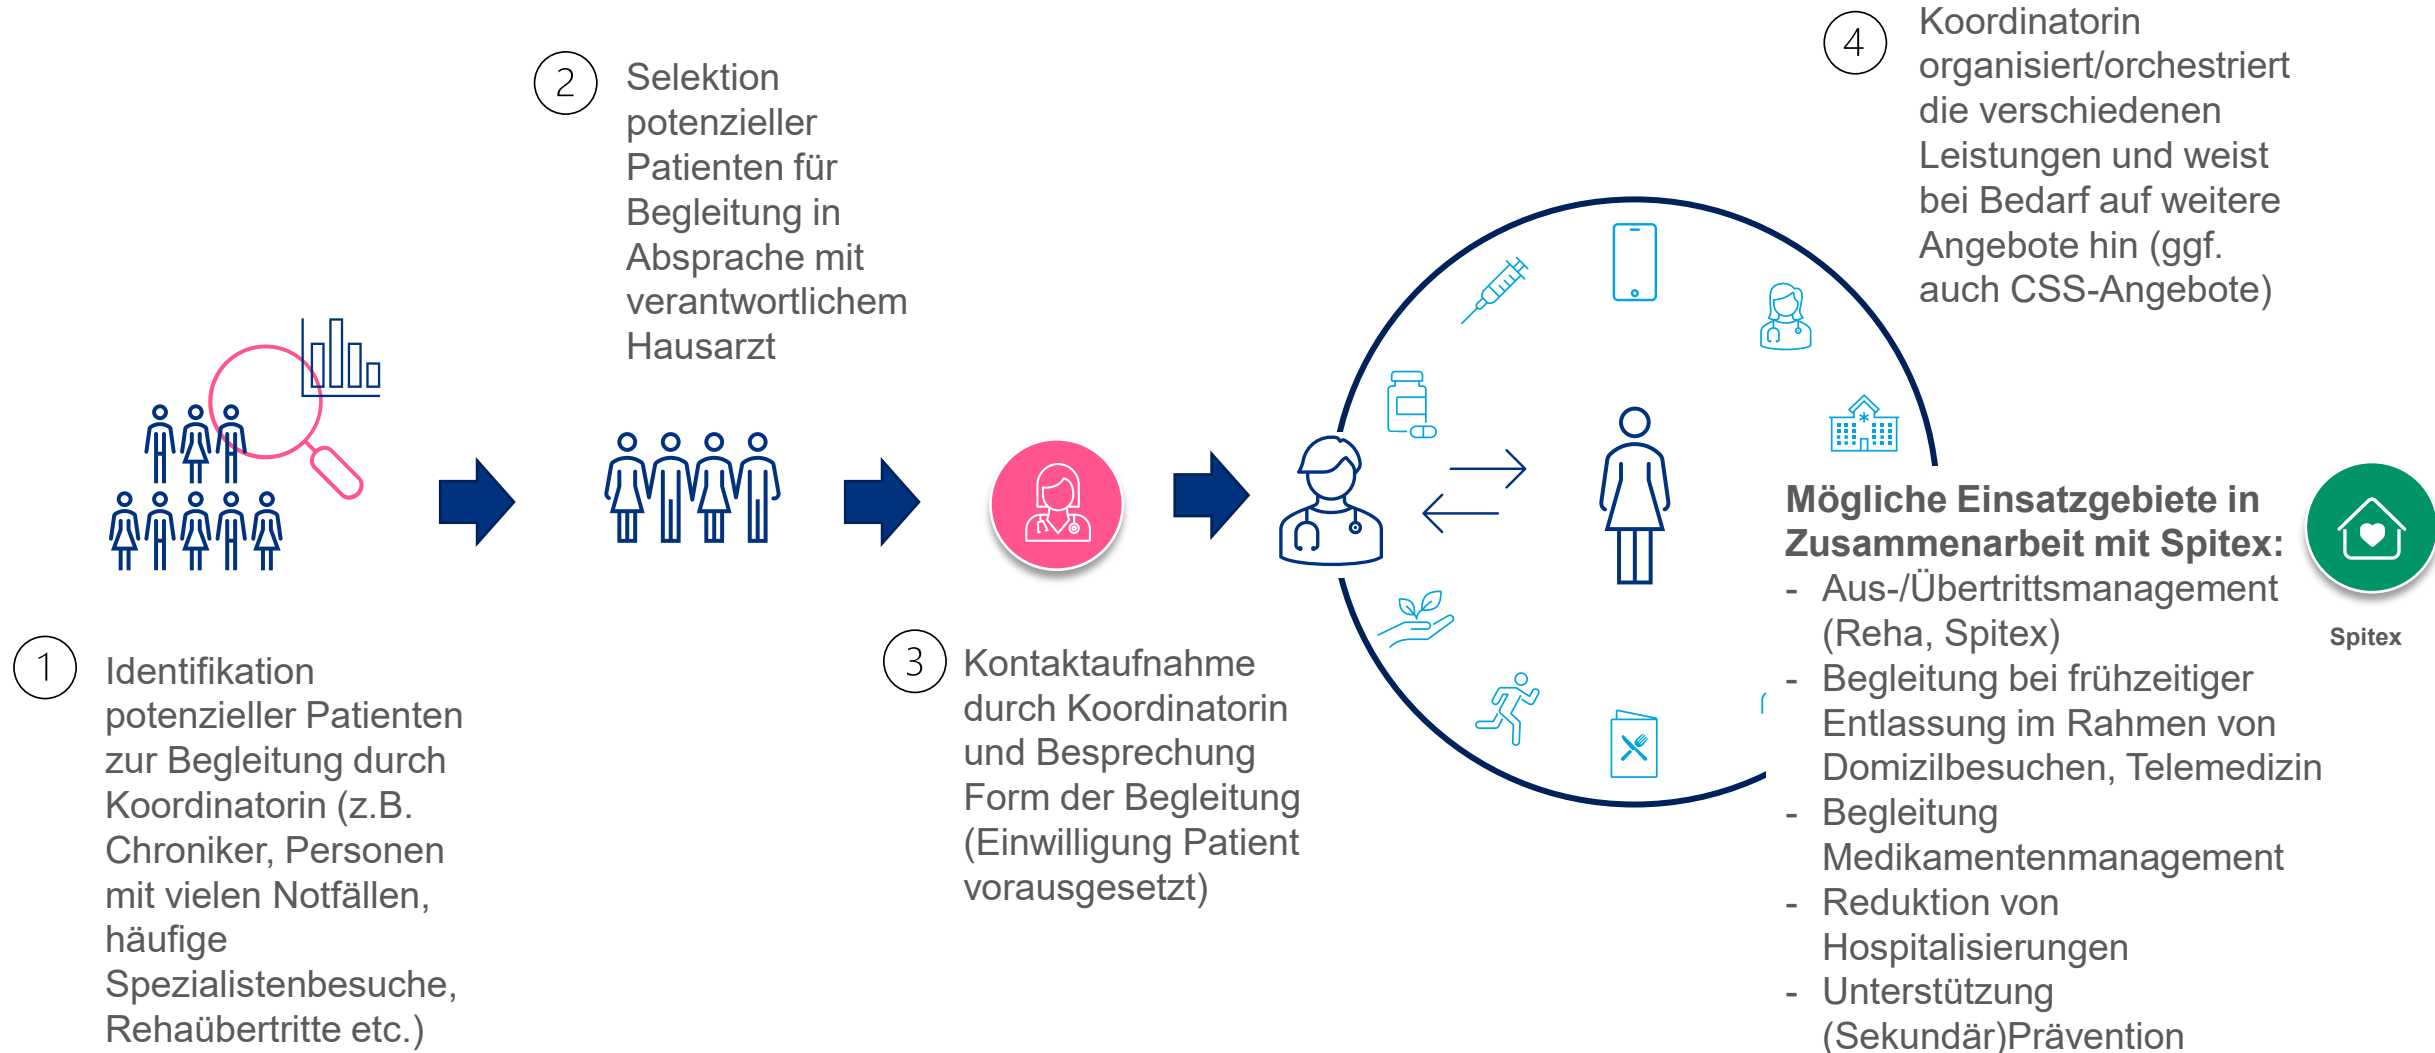 1
Identifikation
potenzieller Patienten
zur Begleitung durch
Koordinatorin (z.B.
Chroniker, Personen
mit vielen Notfällen,
häufige
Spezialistenbesuche,
Rehaübertritte etc.)
2
Selektion
potenzieller
Patienten für
Begleitung in
Absprache mit
verantwortlichem
Hausarzt
3
Kontaktaufnahme
durch Koordinatorin
und Besprechung
Form der Begleitung
(Einwilligung Patient
vorausgesetzt)
4
Koordinatorin
organisiert/orchestriert
die verschiedenen
Leistungen und weist
bei Bedarf auf weitere
Angebote hin (ggf.
auch CSS-Angebote)
Mögliche Einsatzgebiete in
Zusammenarbeit mit Spitex:
- Aus-/Übertrittsmanagement
(Reha, Spitex)
- Begleitung bei frühzeitiger
Entlassung im Rahmen von
Domizilbesuchen, Telemedizin
- Begleitung
Medikamentenmanagement
- Reduktion von
Hospitalisierungen
- Unterstützung
(Sekundär)Prävention
Spitex